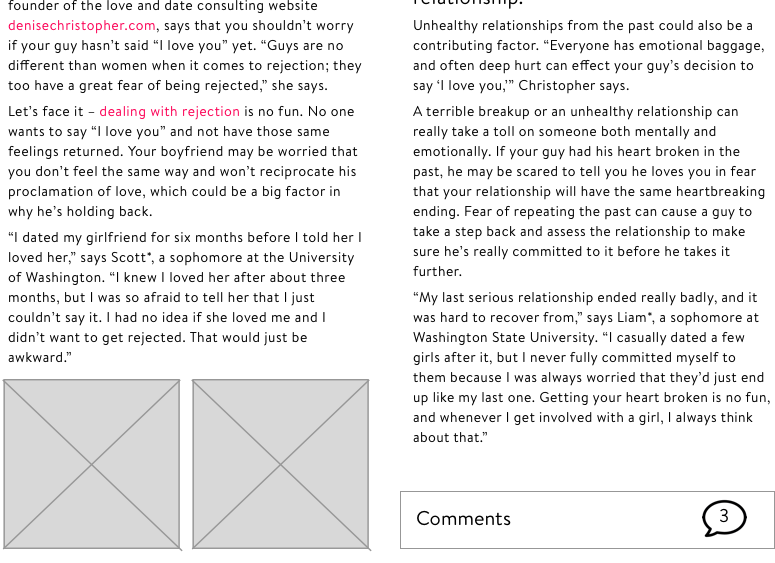 founder of the love and date consulting website
denisechristopher.com, says that you shouldn't worry
if your guy hasn't said “I love you” yet. “Guys are no
different than women when it comes to rejection; they
too have a great fear of being rejected,” she says.
Let's face it – dealing with rejection is no fun. No one
wants to say “I love you” and not have those same
feelings returned. Your boyfriend may be worried that
you don't feel the same way and won't reciprocate his
proclamation of love, which could be a big factor in
why he's holding back.
“I dated my girlfriend for six months before I told her I
loved her,” says Scott*, a sophomore at the University
of Washington. “I knew I loved her after about three
months, but I was so afraid to tell her that I just
couldn't say it. I had no idea if she loved me and I
didn't want to get rejected. That would just be
awkward.”
relationship.
Unhealthy relationships from the past could also be a
contributing factor. “Everyone has emotional baggage,
and often deep hurt can effect your guy's decision to
say ‘I love you,’” Christopher says.
A terrible breakup or an unhealthy relationship can
really take a toll on someone both mentally and
emotionally. If your guy had his heart broken in the
past, he may be scared to tell you he loves you in fear
that your relationship will have the same heartbreaking
ending. Fear of repeating the past can cause a guy to
take a step back and assess the relationship to make
sure he's really committed to it before he takes it
further.
“My last serious relationship ended really badly, and it
was hard to recover from,” says Liam*, a sophomore at
Washington State University. “I casually dated a few
girls after it, but I never fully committed myself to
them because I was always worried that they'd just end
up like my last one. Getting your heart broken is no fun,
and whenever I get involved with a girl, I always think
about that.”
Comments 3